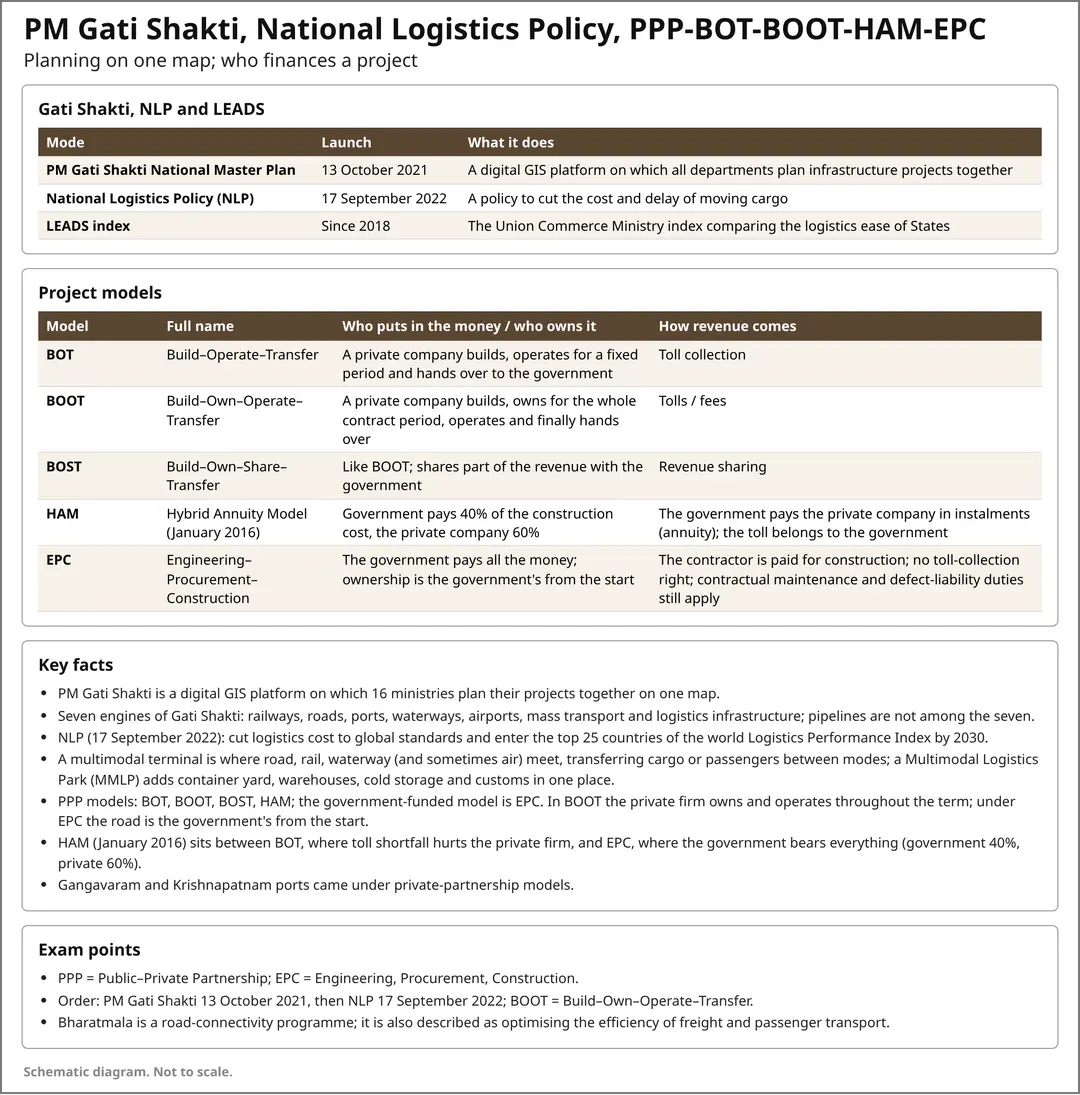 PM Gati Shakti, National Logistics Policy, PPP-BOT-BOOT-HAM-EPC
Planning on one map; who finances a project
Gati Shakti, NLP and LEADS
Mode Launch What it does
PM Gati Shakti National Master Plan 13 October 2021 A digital GIS platform on which all departments plan infrastructure projects together
National Logistics Policy (NLP) 17 September 2022 A policy to cut the cost and delay of moving cargo
LEADS index Since 2018 The Union Commerce Ministry index comparing the logistics ease of States
Project models
Model Full name Who puts in the money / who owns it How revenue comes
BOT Build–Operate–Transfer A private company builds, operates for a fixed Toll collection
period and hands over to the government
BOOT Build–Own–Operate– A private company builds, owns for the whole Tolls / fees
Transfer contract period, operates and finally hands
over
BOST Build–Own–Share– Like BOOT; shares part of the revenue with the Revenue sharing
Transfer government
HAM Hybrid Annuity Model Government pays 40% of the construction The government pays the private company in instalments
(January 2016) cost, the private company 60% (annuity); the toll belongs to the government
EPC Engineering– The government pays all the money; The contractor is paid for construction; no toll-collection
Procurement– ownership is the government's from the start right; contractual maintenance and defect-liability duties
Construction still apply
Key facts
• PM Gati Shakti is a digital GIS platform on which 16 ministries plan their projects together on one map.
• Seven engines of Gati Shakti: railways, roads, ports, waterways, airports, mass transport and logistics infrastructure; pipelines are not among the seven.
• NLP (17 September 2022): cut logistics cost to global standards and enter the top 25 countries of the world Logistics Performance Index by 2030.
• A multimodal terminal is where road, rail, waterway (and sometimes air) meet, transferring cargo or passengers between modes; a Multimodal Logistics
Park (MMLP) adds container yard, warehouses, cold storage and customs in one place.
• PPP models: BOT, BOOT, BOST, HAM; the government-funded model is EPC. In BOOT the private firm owns and operates throughout the term; under
EPC the road is the government's from the start.
• HAM (January 2016) sits between BOT, where toll shortfall hurts the private firm, and EPC, where the government bears everything (government 40%,
private 60%).
• Gangavaram and Krishnapatnam ports came under private-partnership models.
Exam points
• PPP = Public–Private Partnership; EPC = Engineering, Procurement, Construction.
• Order: PM Gati Shakti 13 October 2021, then NLP 17 September 2022; BOOT = Build–Own–Operate–Transfer.
• Bharatmala is a road-connectivity programme; it is also described as optimising the efficiency of freight and passenger transport.
Schematic diagram. Not to scale.